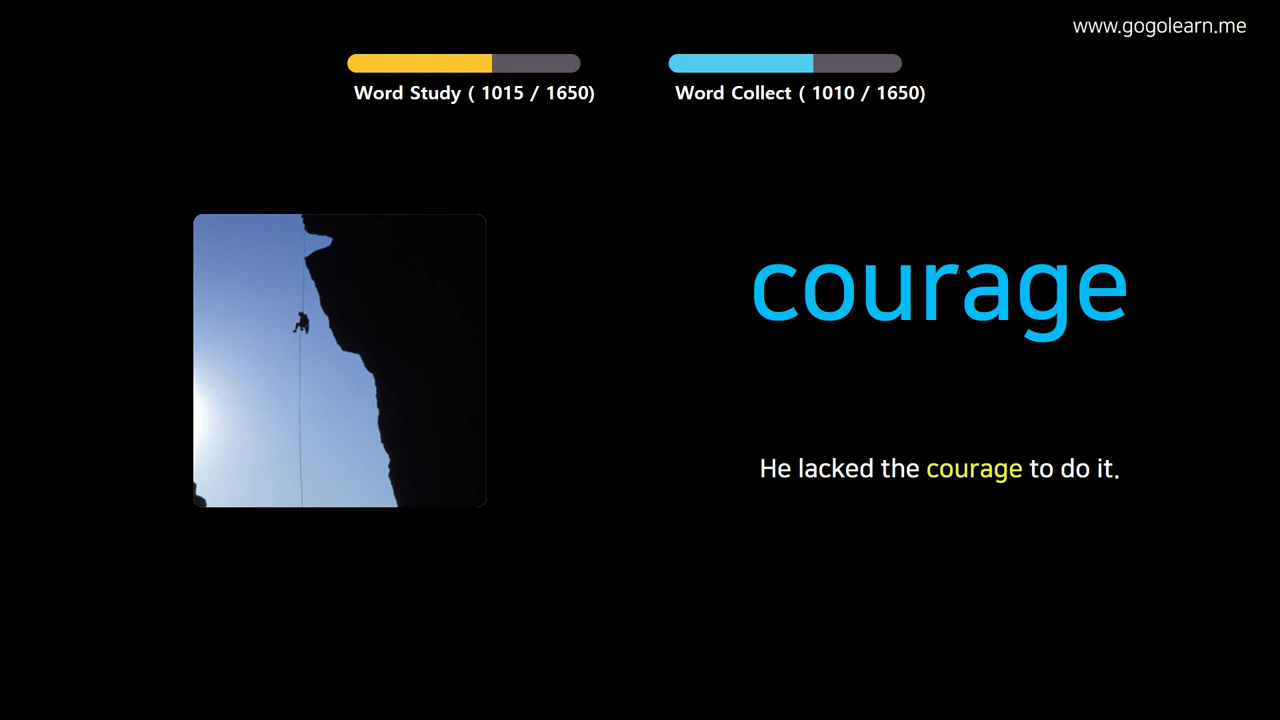 www.gogolearn.me
Word Study ( 1015 / 1650)
Word Collect ( 1010 / 1650)
courage
He lacked the courage to do it.